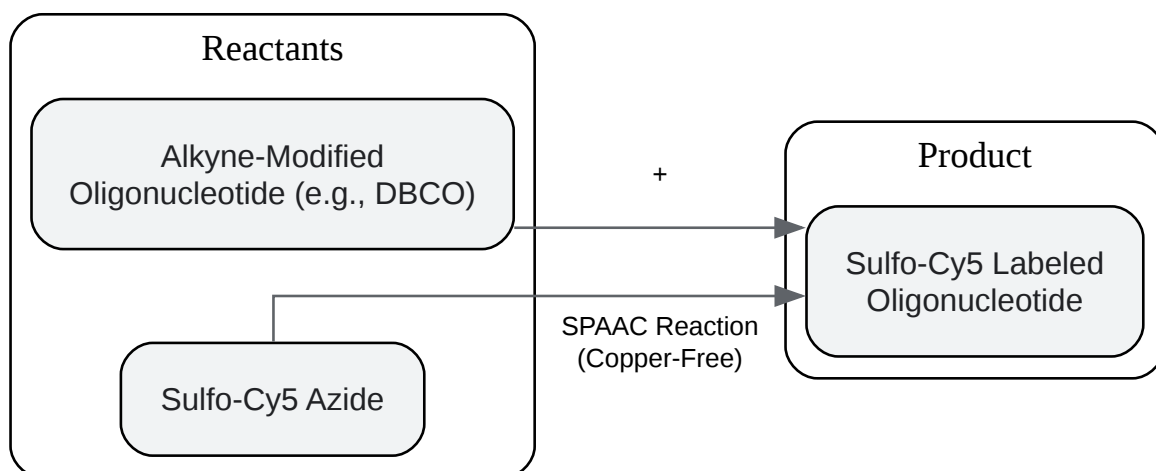 Reactants
Alkyne-Modified
Oligonucleotide (e.g., DBCO)
Sulfo-Cy5 Azide
+
SPAAC Reaction
(Copper-Free)
Product
Sulfo-Cy5 Labeled
Oligonucleotide